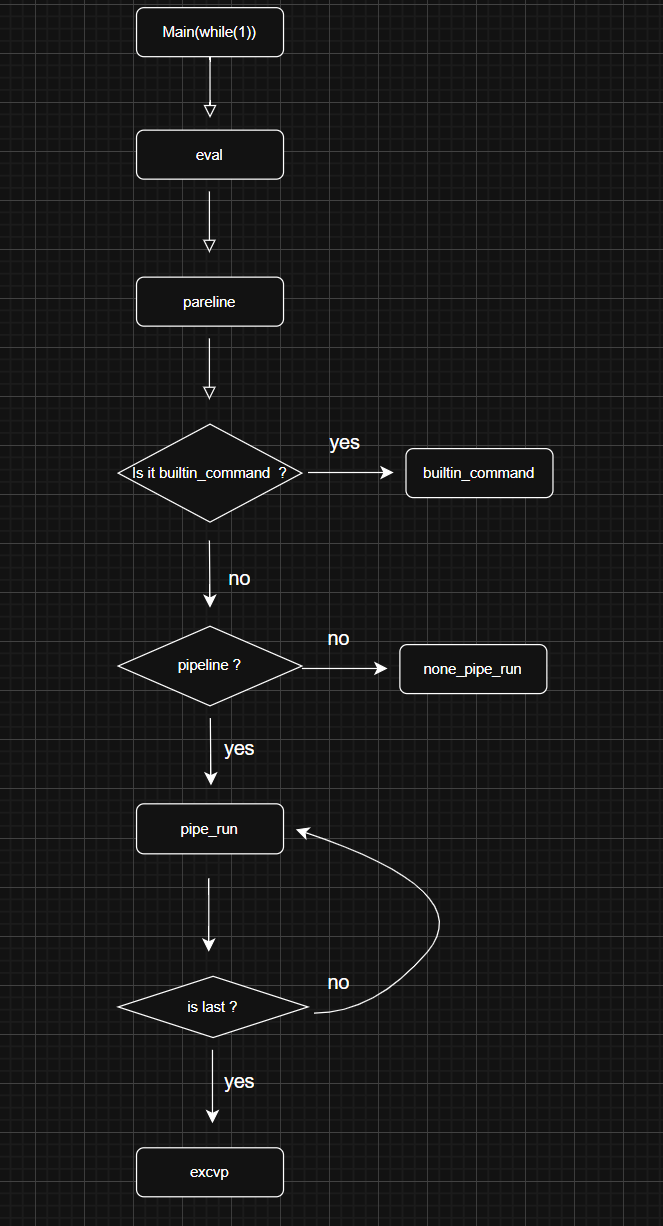 Main(while(1))
eval
pareline
Is it builtin_command ?
yes
builtin_command
no
pipeline ?
no
none_pipe_run
yes
pipe_run
is last ?
no
yes
excvp